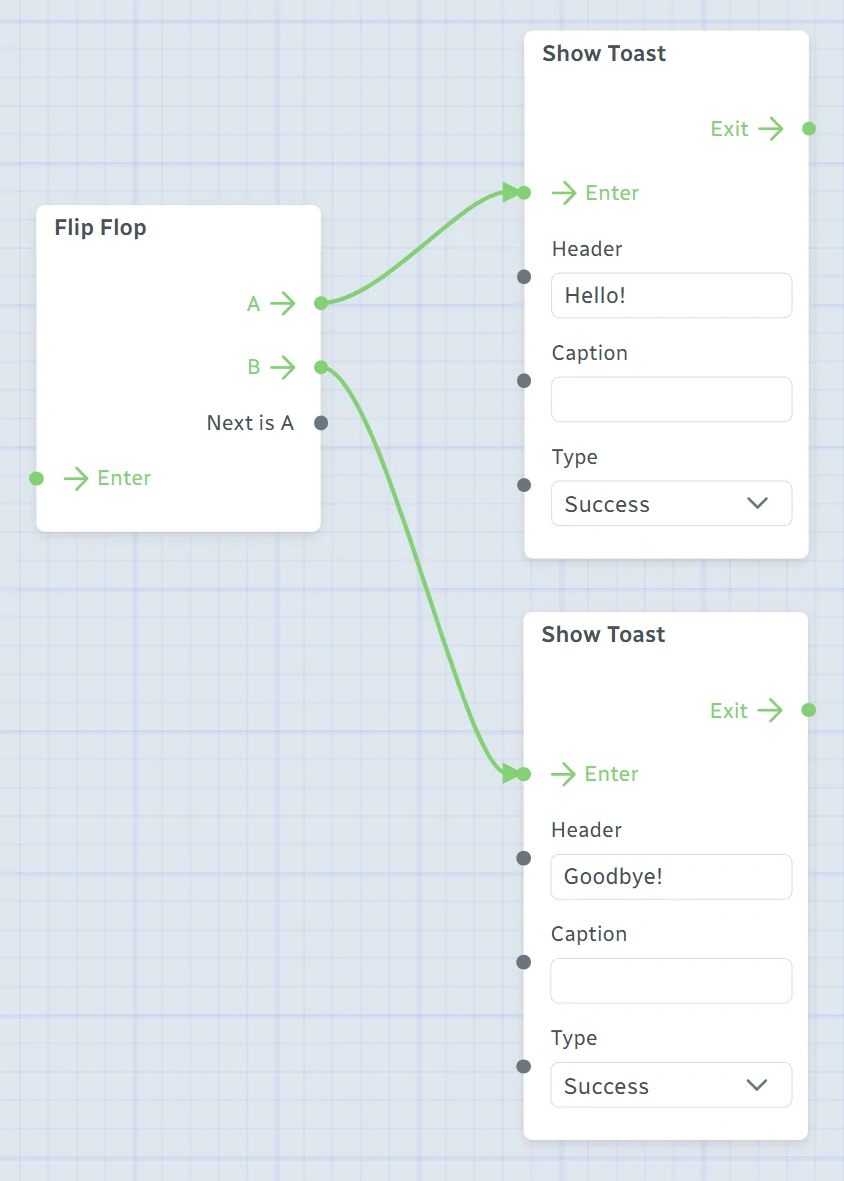 Flip Flop
A
B
Next is A
Enter
Show Toast
Exit
Enter
Header
Hello!
Caption
Type
Success
Show Toast
Exit
Enter
Header
Goodbye!
Caption
Type
Success